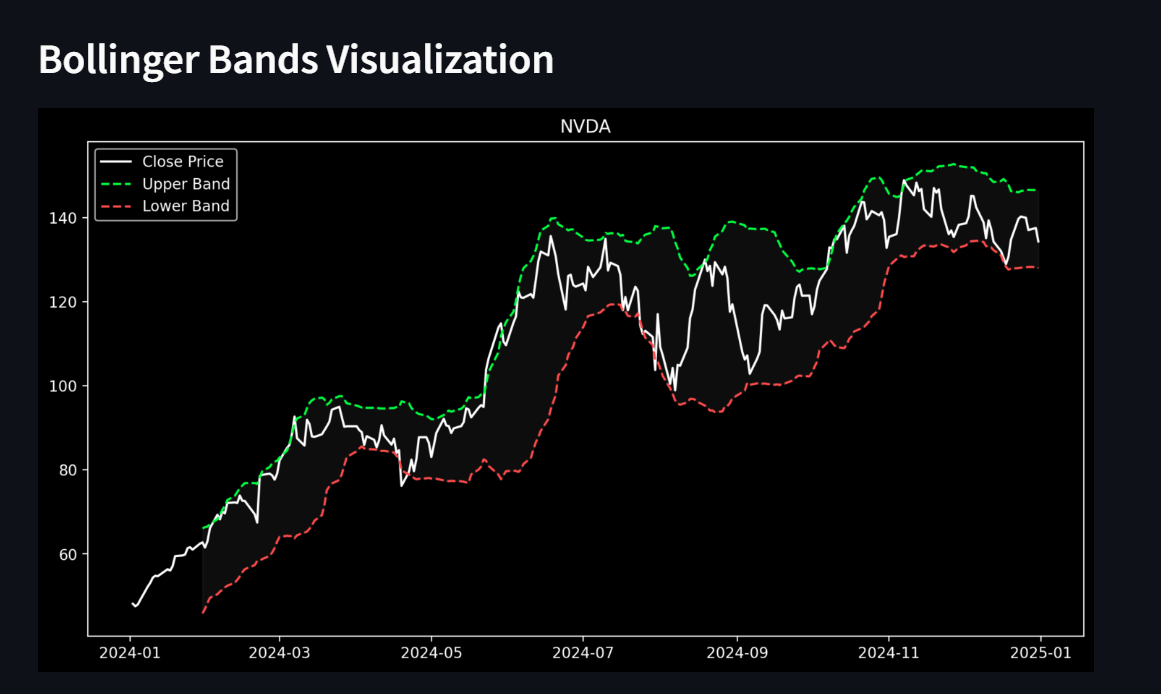 Bollinger Bands Visualization
NVDA
Close Price
Upper Band
Lower Band
140
120
100
80
60
2024-01 2024-03 2024-05 2024-07 2024-09 2024-11 2025-01